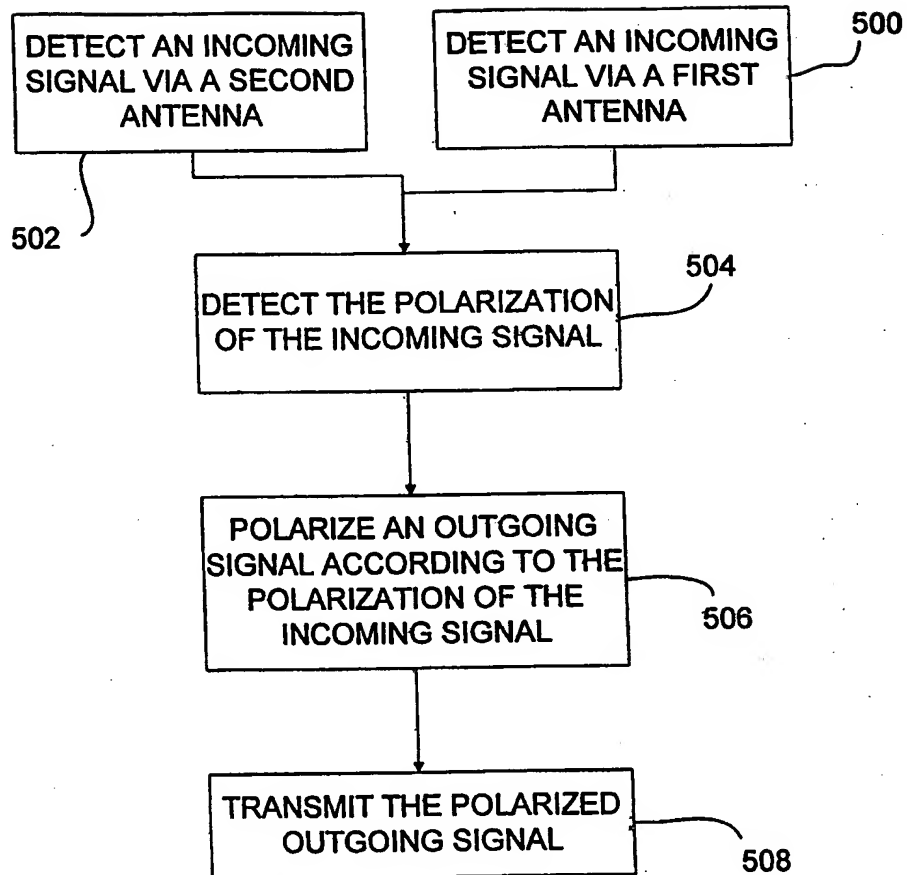 DETECT AN INCOMING
SIGNAL VIA A SECOND
ANTENNA
502
DETECT AN INCOMING
SIGNAL VIA A FIRST
ANTENNA
500
DETECT THE POLARIZATION
OF THE INCOMING SIGNAL
504
POLARIZE AN OUTGOING
SIGNAL ACCORDING TO THE
POLARIZATION OF THE
INCOMING SIGNAL
506
TRANSMIT THE POLARIZED
OUTGOING SIGNAL
508